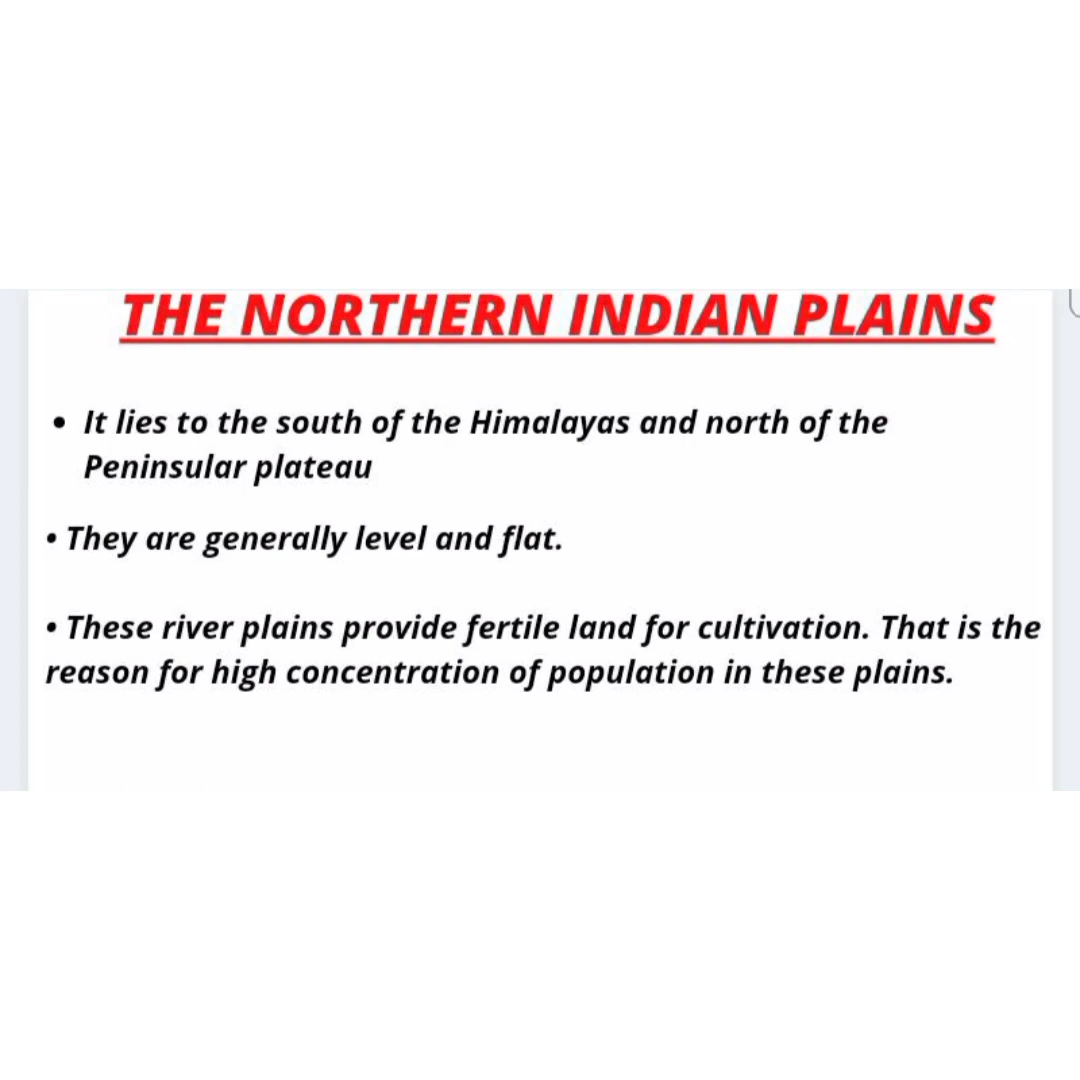 THE NORTHERN INDIAN PLAINS
• It lies to the south of the Himalayas and north of the
Peninsular plateau
• They are generally level and flat.
• These river plains provide fertile land for cultivation. That is the
reason for high concentration of population in these plains.